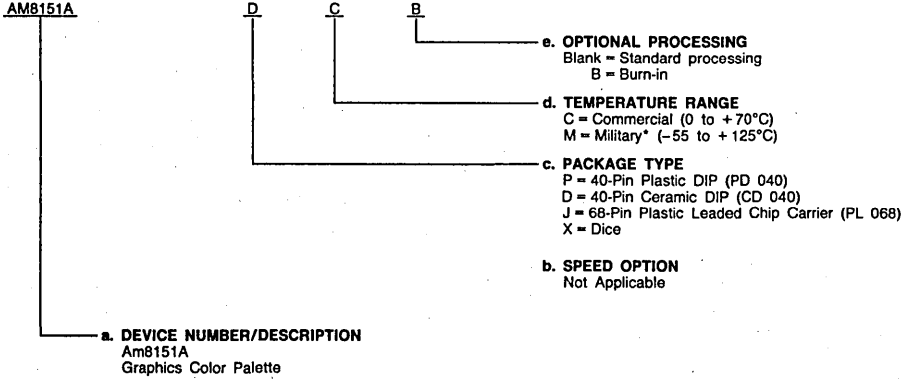 AM8151A D C B
e. OPTIONAL PROCESSING
Blank = Standard processing
B = Burn-in
d. TEMPERATURE RANGE
C = Commercial (0 to +70°C)
M = Military* (-55 to +125°C)
c. PACKAGE TYPE
P = 40-Pin Plastic DIP (PD 040)
D = 40-Pin Ceramic DIP (CD 040)
J = 68-Pin Plastic Leaded Chip Carrier (PL 068)
X = Dice
b. SPEED OPTION
Not Applicable
a. DEVICE NUMBER/DESCRIPTION
Am8151A
Graphics Color Palette